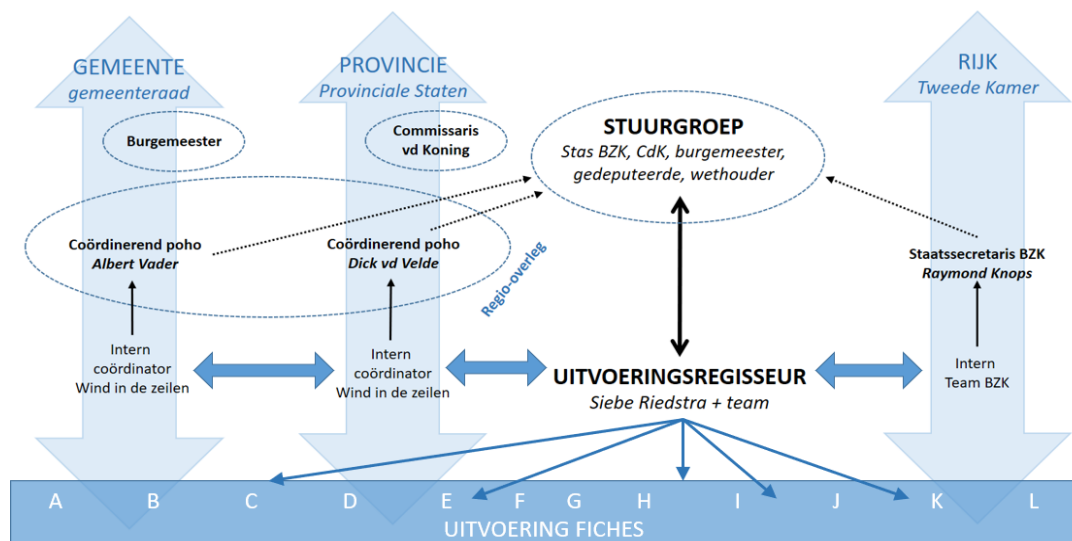 GEMEENTE
gemeenteraad
Burgemeester
Coördinerend poho
Albert Vader
Intern
coördinator
Wind in de zeilen
PROVINCIE
Provinciale Staten
Commissaris
vd Koning
Coördinerend poho
Dick vd Velde
Intern
coördinator
Wind in de zeilen
Regio-overleg
STUURGROEP
Stas BZK, CdK, burgemeester,
gedeputeerde, wethouder
UITVOERINGSREGISSEUR
Siebe Riedstra + team
RIJK
Tweede Kamer
Staatssecretaris BZK
Raymond Knops
Intern
Team BZK
A B C D E F G H I J K L
UITVOERING FICHES